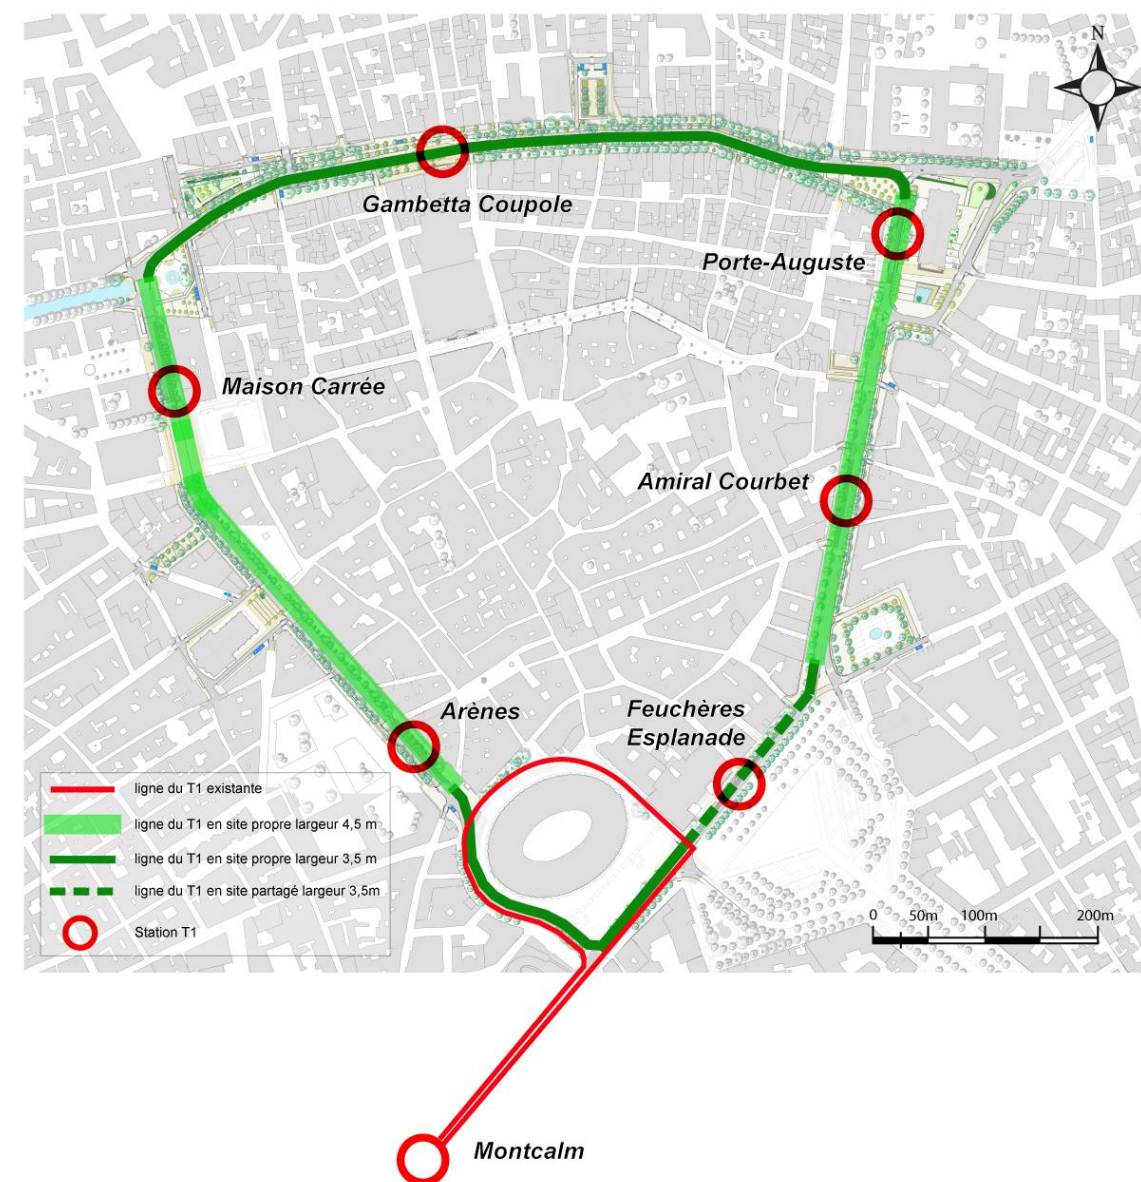 N
Gambetta Coupole
Porte-Auguste
Maison Carrée
Amiral Courbet
Arènes
Feuchères
Esplanade
ligne du T1 existante
ligne du T1 en site propre largeur 4,5 m
ligne du T1 en site propre largeur 3,5 m
ligne du T1 en site partagé largeur 3,5m
Station T1
0 50m 100m 200m
Montcalm